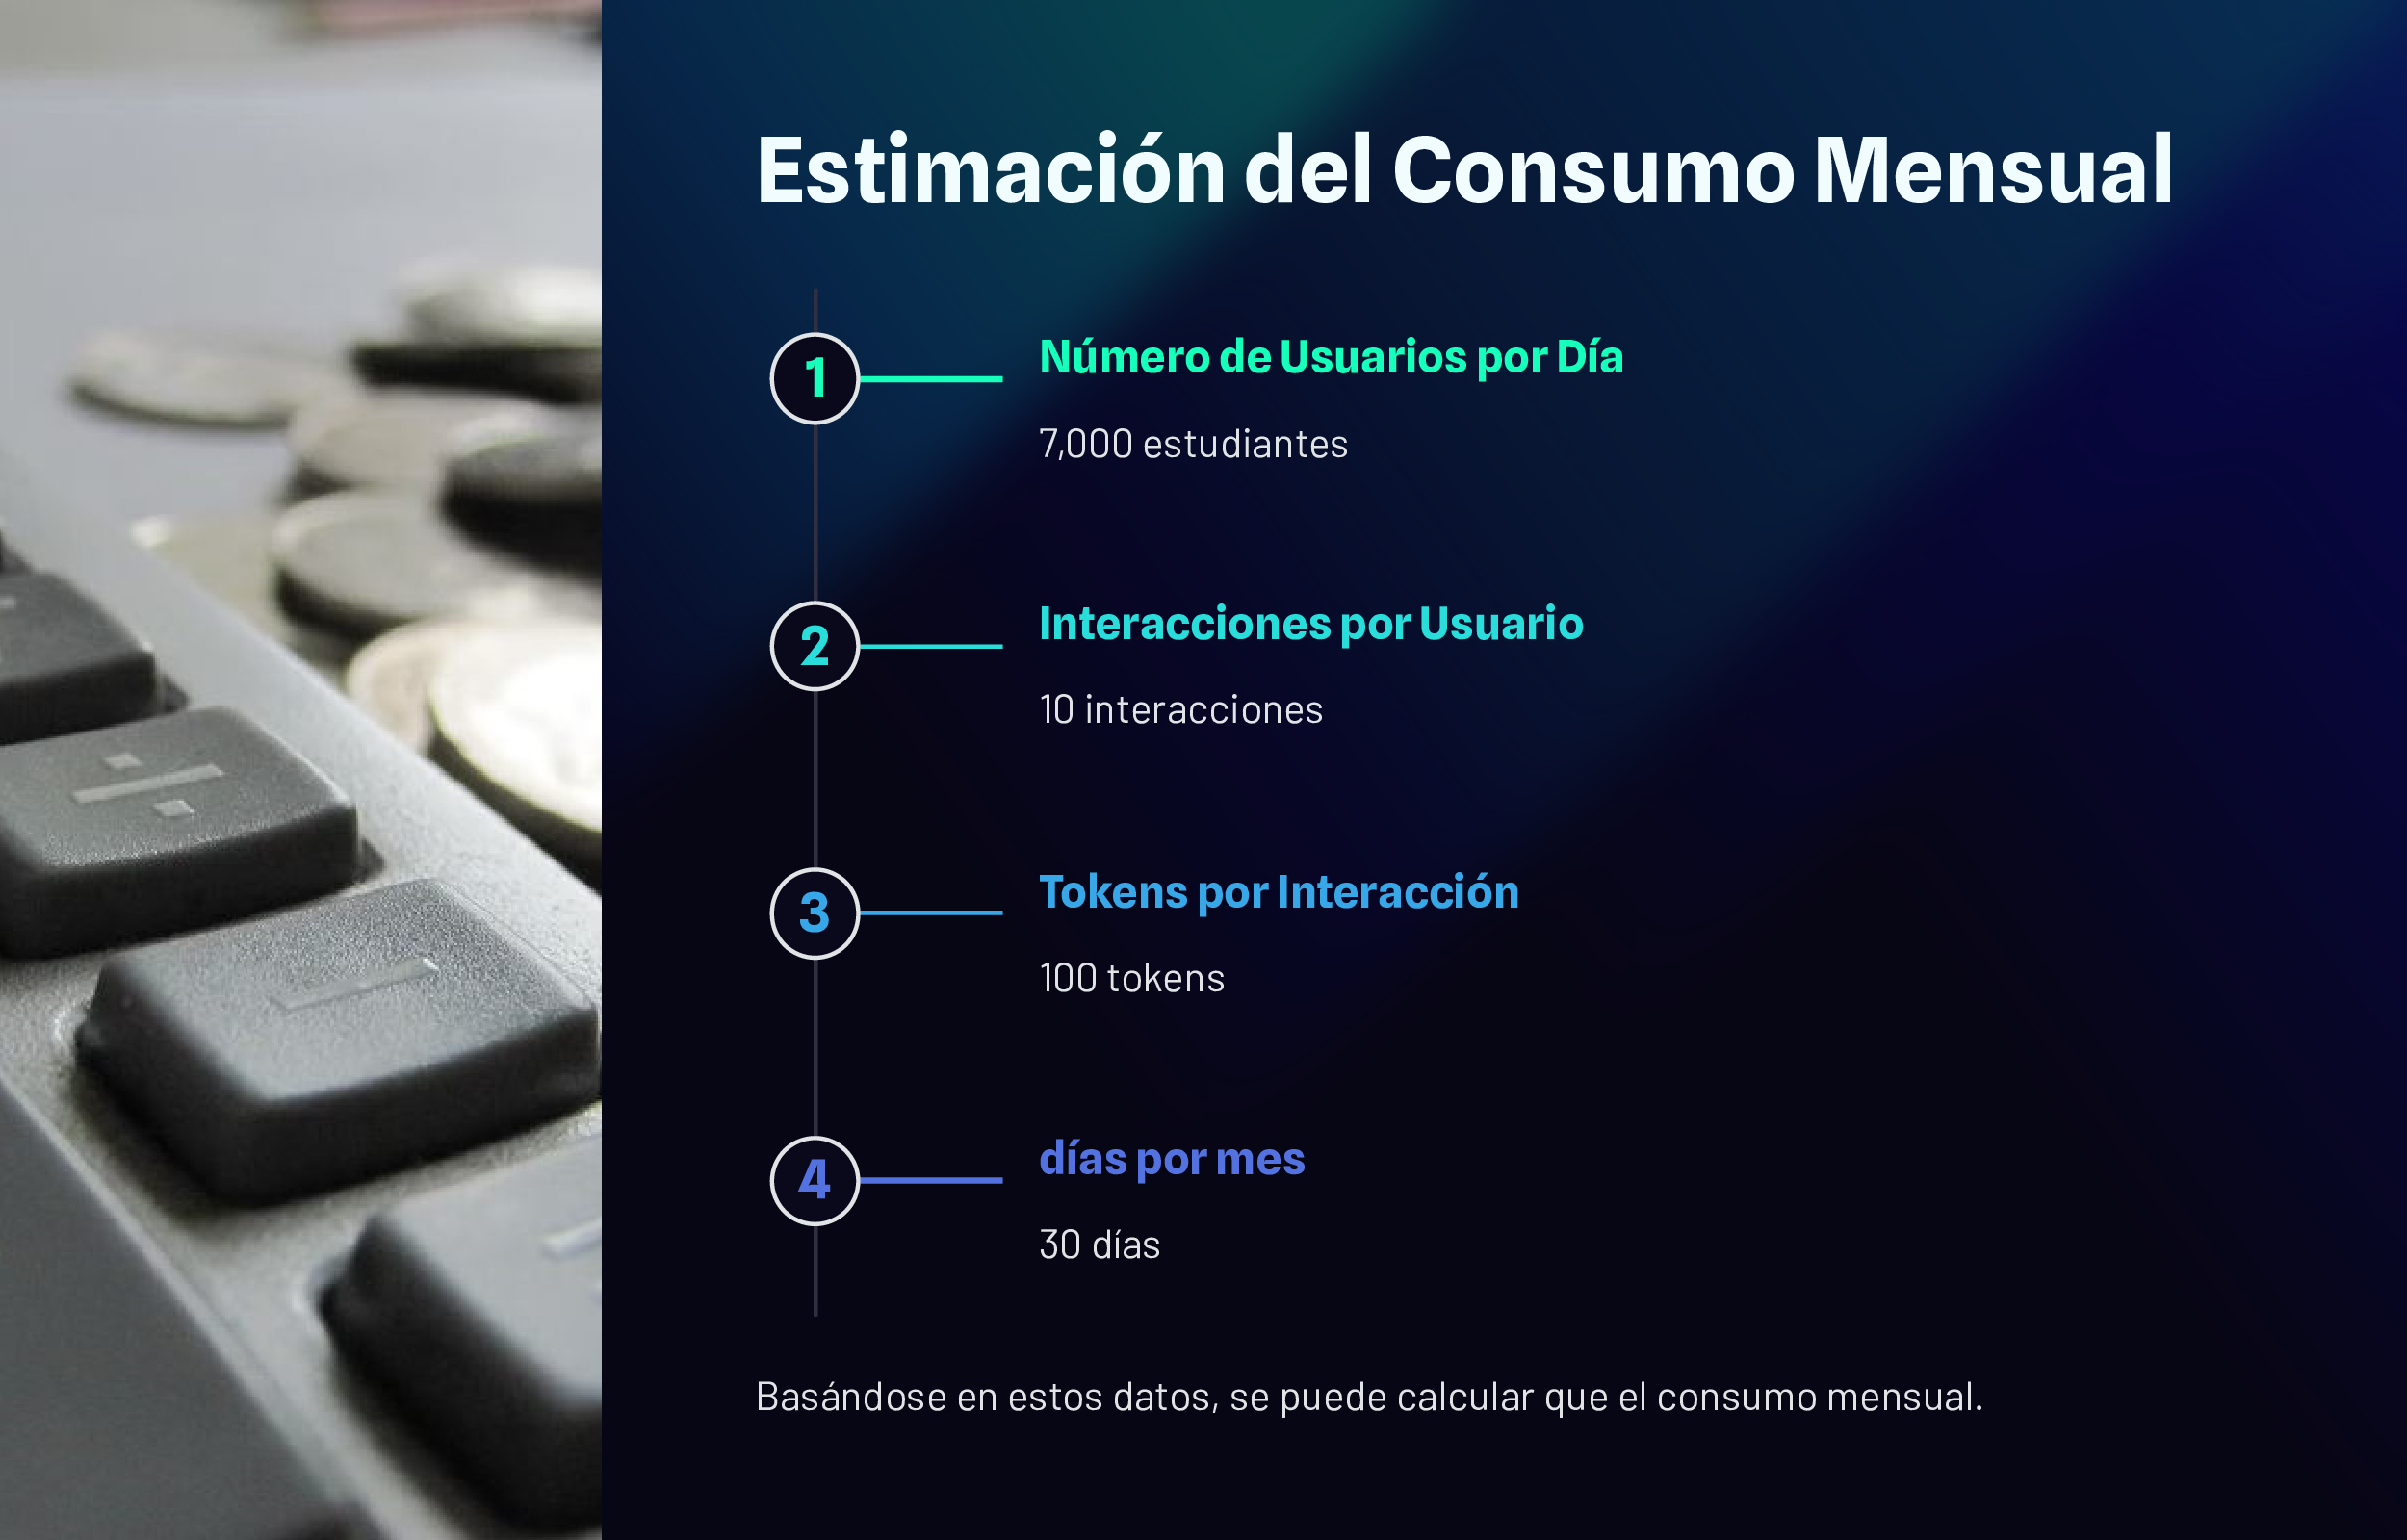 Estimación del Consumo Mensual
1
Número de Usuarios por Día
7,000 estudiantes
2
Interacciones por Usuario
10 interacciones
3
Tokens por Interacción
100 tokens
4
días por mes
30 días
Basándose en estos datos, se puede calcular que el consumo mensual.